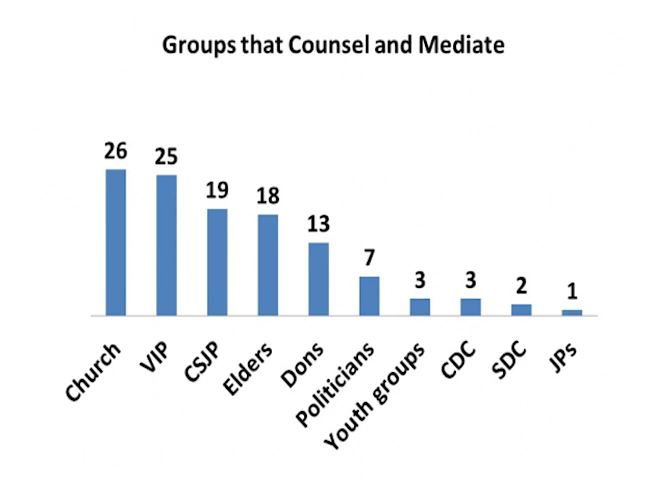 Groups that Counsel and Mediate
26
25
19
18
13
7
3
3
2
1
Church
VIP
CSJP
Elders
Dons
Politicians
Youth groups
CDC
SDC
JPs